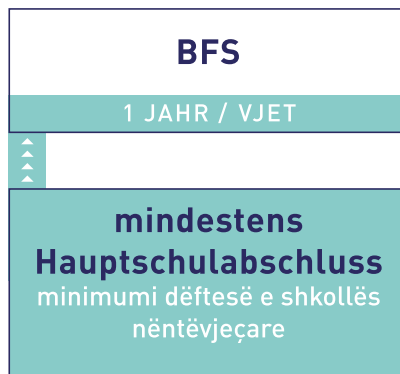 BFS
1 JAHR / VJET
mindestens
Hauptschulabschluss
minimumi dëftesë e shkollës
nëntëvjeçare